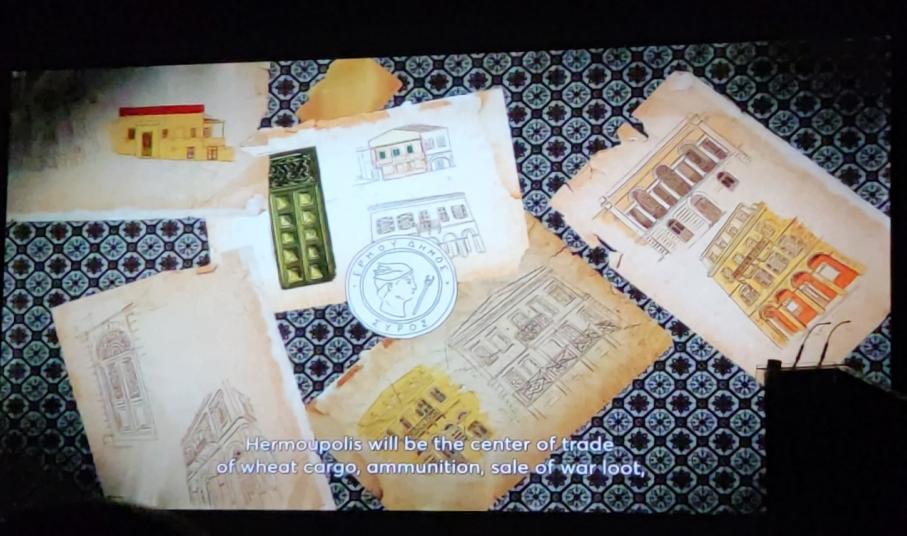 ΕΡΜΟΥ ΔΗΜΟΣ
ΣΥΡΟΣ
Hermoupolis will be the center of trade
of wheat cargo, ammunition, sale of war loot,